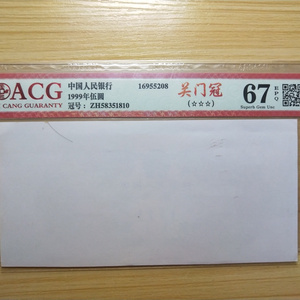 ACG
CANG GUARANTY
中国人民银行 16955208
1999年伍圆
冠号：ZH58351810
关门冠
(☆☆☆)
67 EPQ
Superb Gem Unc